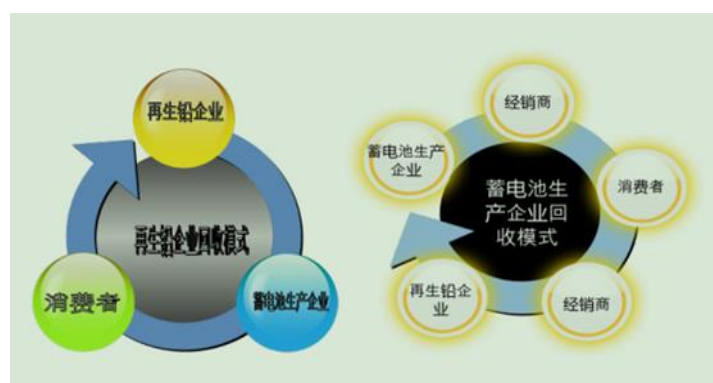 再生铅企业
再生铅企业回收模式
消费者
蓄电池生产企业
经销商
蓄电池生产
企业
消费者
蓄电池生
产企业回
收模式
再生铅企
业
经销商